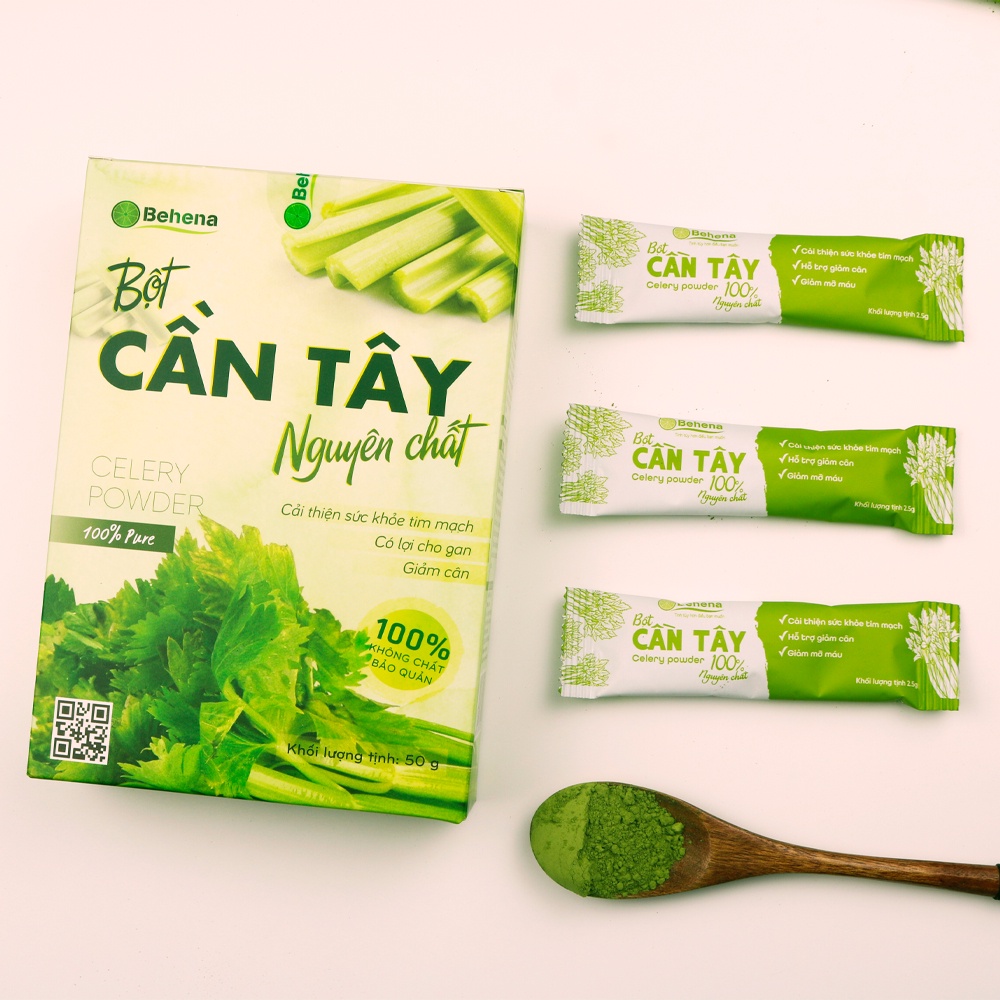 Behena
Bột
CẦN TÂY
Nguyên chất
CELERY
POWDER
100% Pure
Cải thiện sức khỏe tim mạch
Có lợi cho gan
Giảm cân
100%
KHÔNG CHẤT
BẢO QUẢN
Khối lượng tịnh: 50 g
Behena
Bột
CẦN TÂY
Celery powder 100%
Nguyên chất
Cải thiện sức khỏe tim mạch
Hỗ trợ giảm cân
Giảm mỡ máu
Khối lượng tịnh 2.5g
Behena
Bột
CẦN TÂY
Celery powder 100%
Nguyên chất
Cải thiện sức khỏe tim mạch
Hỗ trợ giảm cân
Giảm mỡ máu
Khối lượng tịnh 2.5g
Behena
Bột
CẦN TÂY
Celery powder 100%
Nguyên chất
Cải thiện sức khỏe tim mạch
Hỗ trợ giảm cân
Giảm mỡ máu
Khối lượng tịnh 2.5g